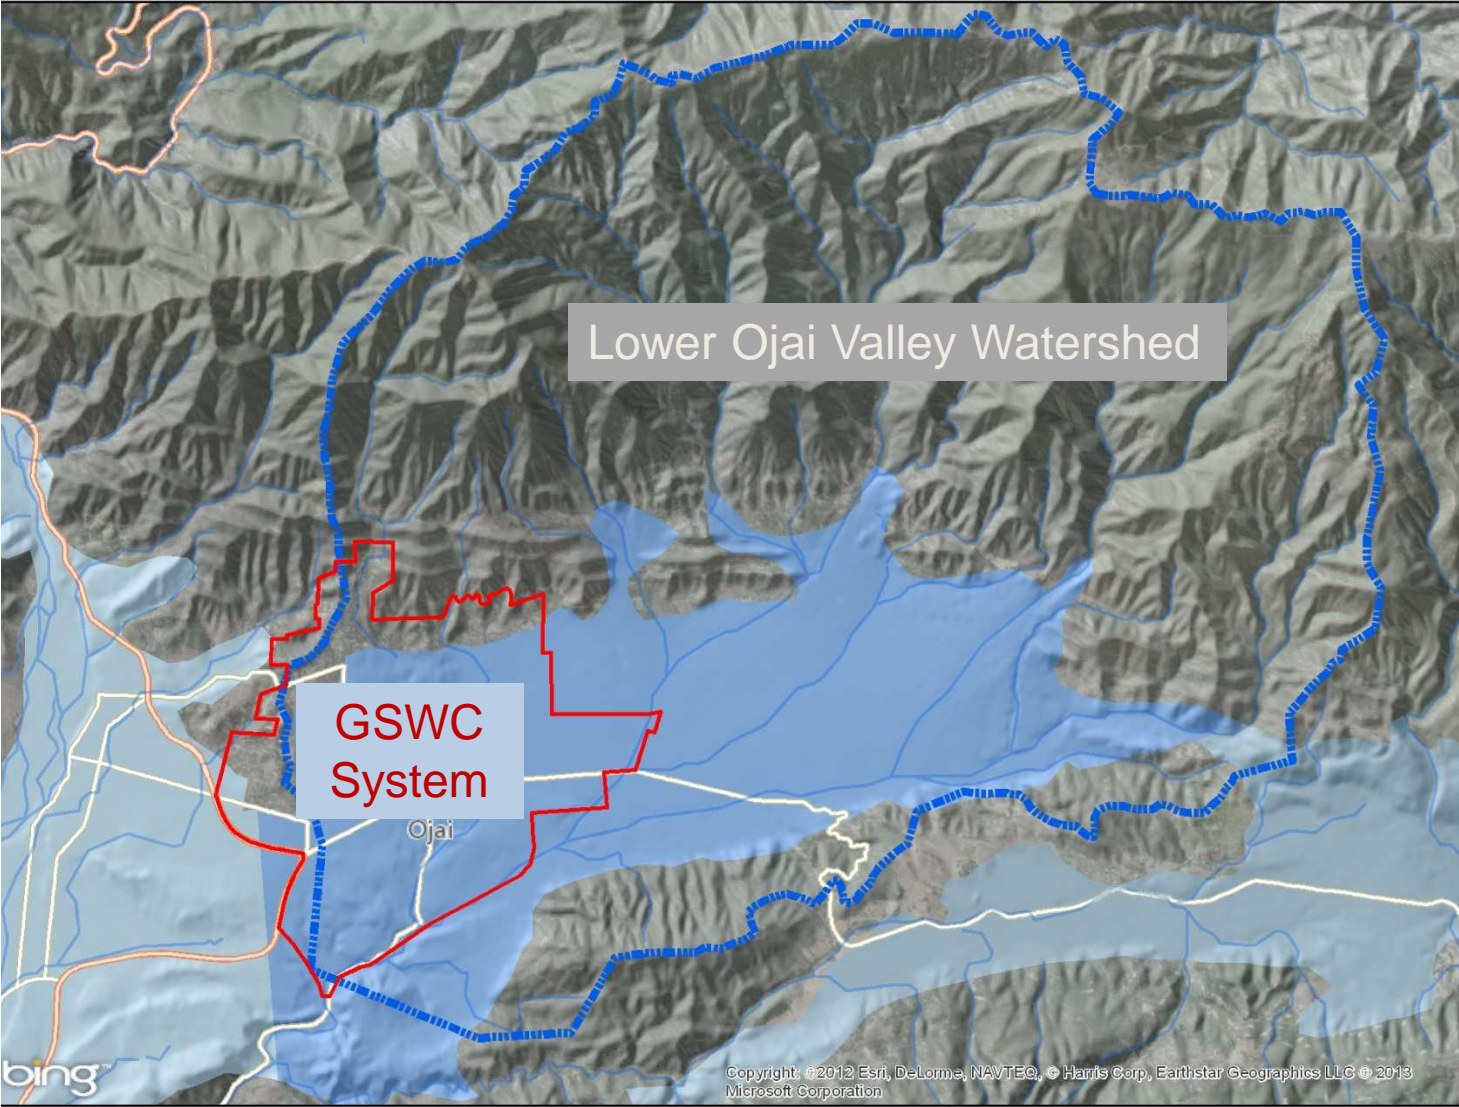 Lower Ojai Valley Watershed
GSWC
System
Ojai
bing
Copyright: ©2012 Esri, DeLorme, NAVTEQ, © Harris Corp, Earthstar Geographics LLC © 2013
Microsoft Corporation